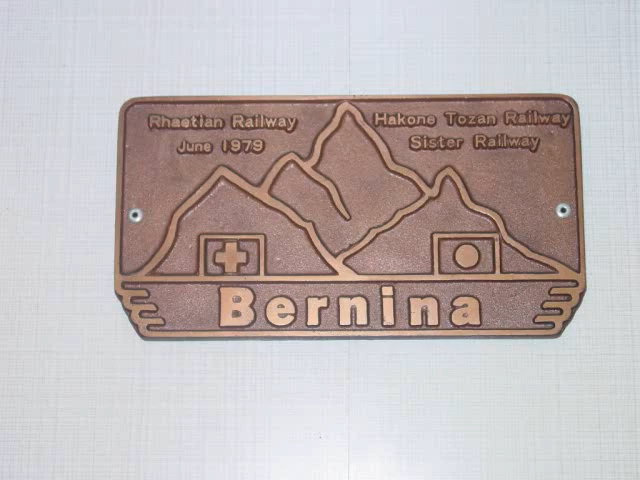 Rhaetian Railway
June 1979
Hakone Tozan Railway
Sister Railway
Bernina